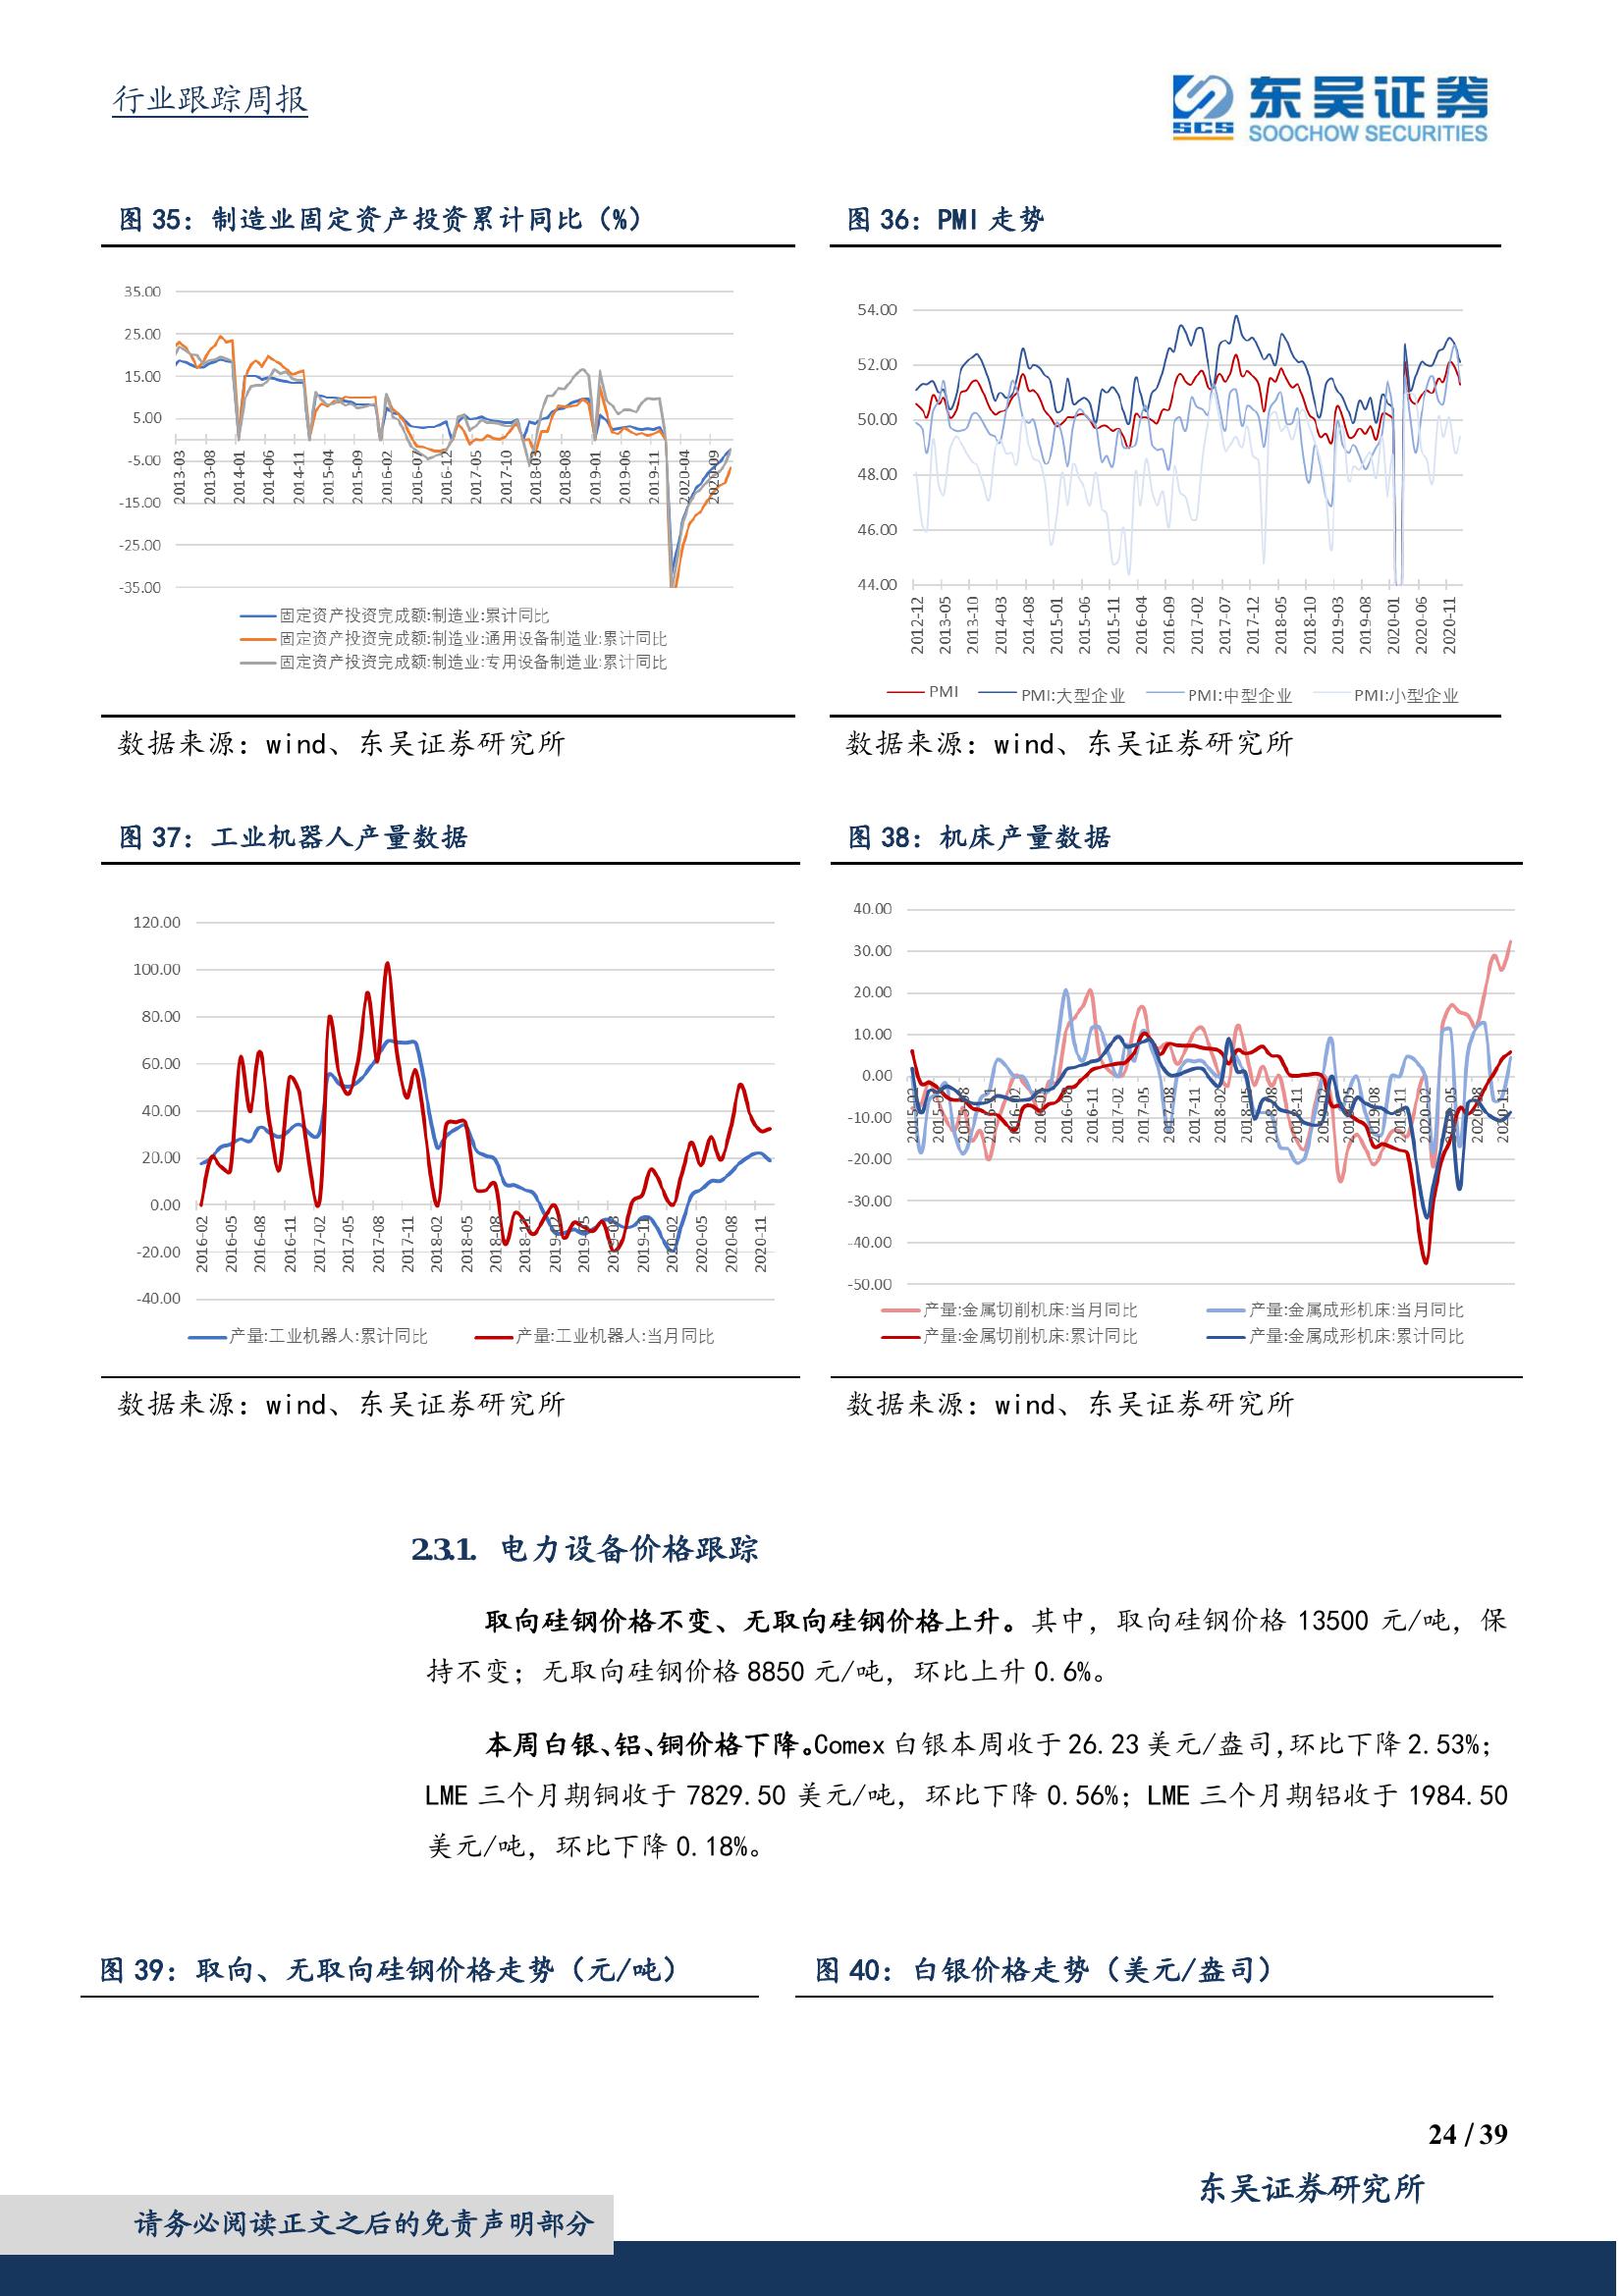 行业跟踪周报
SCS 东吴证券
SOOCHOW SECURITIES
图 35：制造业固定资产投资累计同比（%）
35.00
25.00
15.00
5.00
-5.00
-15.00
-25.00
-35.00
2013-03 2013-08 2014-01 2014-06 2014-11 2015-04 2015-09 2016-02 2016-07 2016-12 2017-05 2017-10 2018-03 2018-08 2019-01 2019-06 2019-11 2020-04 2020-09
固定资产投资完成额:制造业:累计同比
固定资产投资完成额:制造业:通用设备制造业:累计同比
固定资产投资完成额:制造业:专用设备制造业:累计同比
数据来源：wind、东吴证券研究所
图 36：PMI 走势
54.00
52.00
50.00
48.00
46.00
44.00
2012-12 2013-05 2013-10 2014-03 2014-08 2015-01 2015-06 2015-11 2016-04 2016-09 2017-02 2017-07 2017-12 2018-05 2018-10 2019-03 2019-08 2020-01 2020-06 2020-11
PMI PMI:大型企业 PMI:中型企业 PMI:小型企业
数据来源：wind、东吴证券研究所
图 37：工业机器人产量数据
120.00
100.00
80.00
60.00
40.00
20.00
0.00
-20.00
-40.00
2016-02 2016-05 2016-08 2016-11 2017-02 2017-05 2017-08 2017-11 2018-02 2018-05 2018-08 2018-11 2019-02 2019-05 2019-08 2019-11 2020-02 2020-05 2020-08 2020-11
产量:工业机器人:累计同比 产量:工业机器人:当月同比
数据来源：wind、东吴证券研究所
图 38：机床产量数据
40.00
30.00
20.00
10.00
0.00
-10.00
-20.00
-30.00
-40.00
-50.00
2015-02 2015-05 2015-08 2015-11 2016-02 2016-05 2016-08 2016-11 2017-02 2017-05 2017-08 2017-11 2018-02 2018-05 2018-08 2018-11 2019-02 2019-05 2019-08 2019-11 2020-02 2020-05 2020-08 2020-11
产量:金属切削机床:当月同比 产量:金属成形机床:当月同比
产量:金属切削机床:累计同比 产量:金属成形机床:累计同比
数据来源：wind、东吴证券研究所
2.3.1. 电力设备价格跟踪
取向硅钢价格不变、无取向硅钢价格上升。其中，取向硅钢价格 13500 元/吨，保
持不变；无取向硅钢价格 8850 元/吨，环比上升 0.6%。
本周白银、铝、铜价格下降。Comex 白银本周收于 26.23 美元/盎司,环比下降 2.53%；
LME 三个月期铜收于 7829.50 美元/吨，环比下降 0.56%；LME 三个月期铝收于 1984.50
美元/吨，环比下降 0.18%。
图 39：取向、无取向硅钢价格走势（元/吨）
图 40：白银价格走势（美元/盎司）
24 / 39
东吴证券研究所
请务必阅读正文之后的免责声明部分